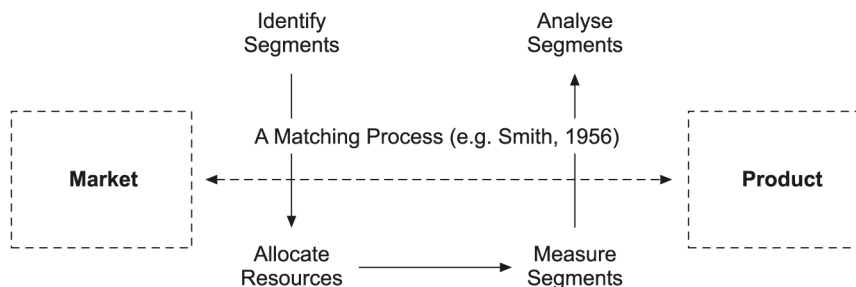 Identify
Segments
Analyse
Segments
A Matching Process (e.g. Smith, 1956)
Market
Product
Allocate
Resources
Measure
Segments